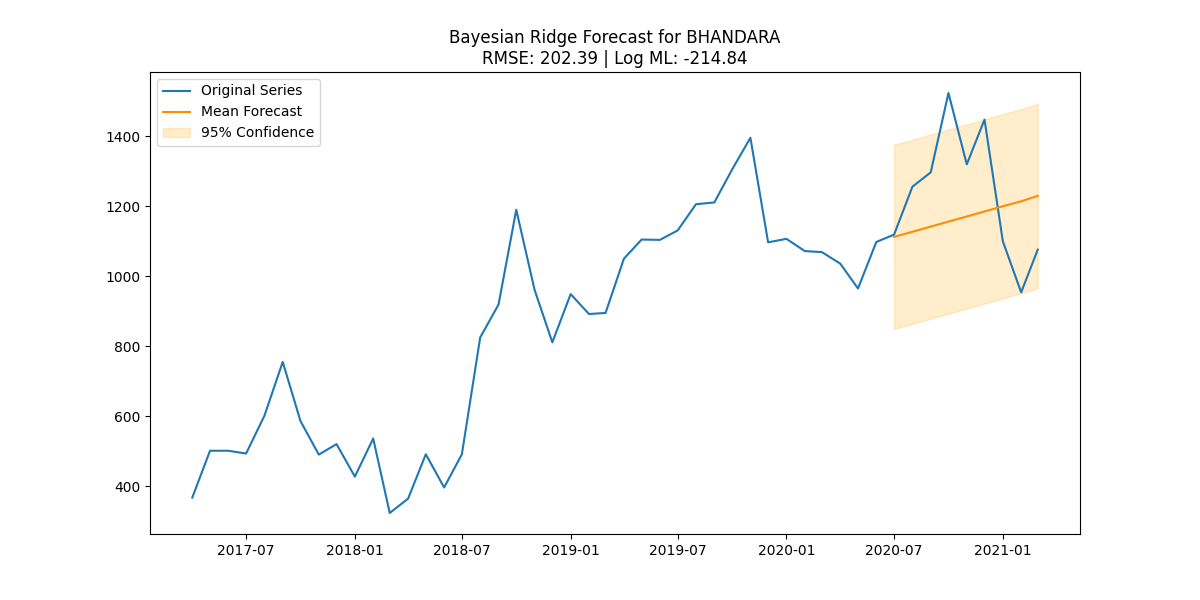 Bayesian Ridge Forecast for BHANDARA
RMSE: 202.39 | Log ML: -214.84
Original Series
Mean Forecast
95% Confidence
1400
1200
1000
800
600
400
2017-07 2018-01 2018-07 2019-01 2019-07 2020-01 2020-07 2021-01